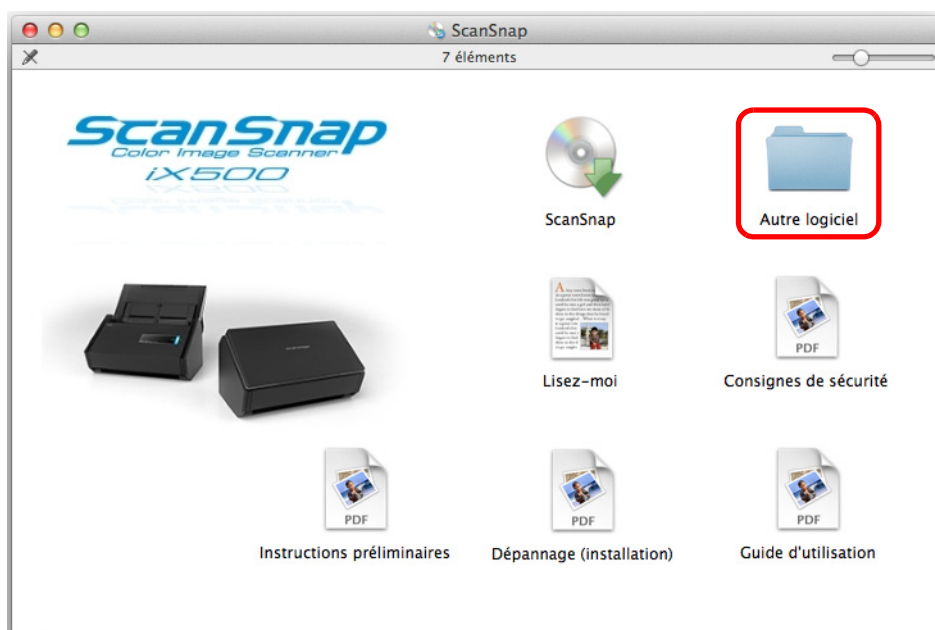 ScanSnap
7 éléments
ScanSnap
Color Image Scanner
iX500
ScanSnap
Autre logiciel
Lisez-moi
PDF
Consignes de sécurité
PDF
Instructions préliminaires
PDF
Dépannage (installation)
PDF
Guide d'utilisation